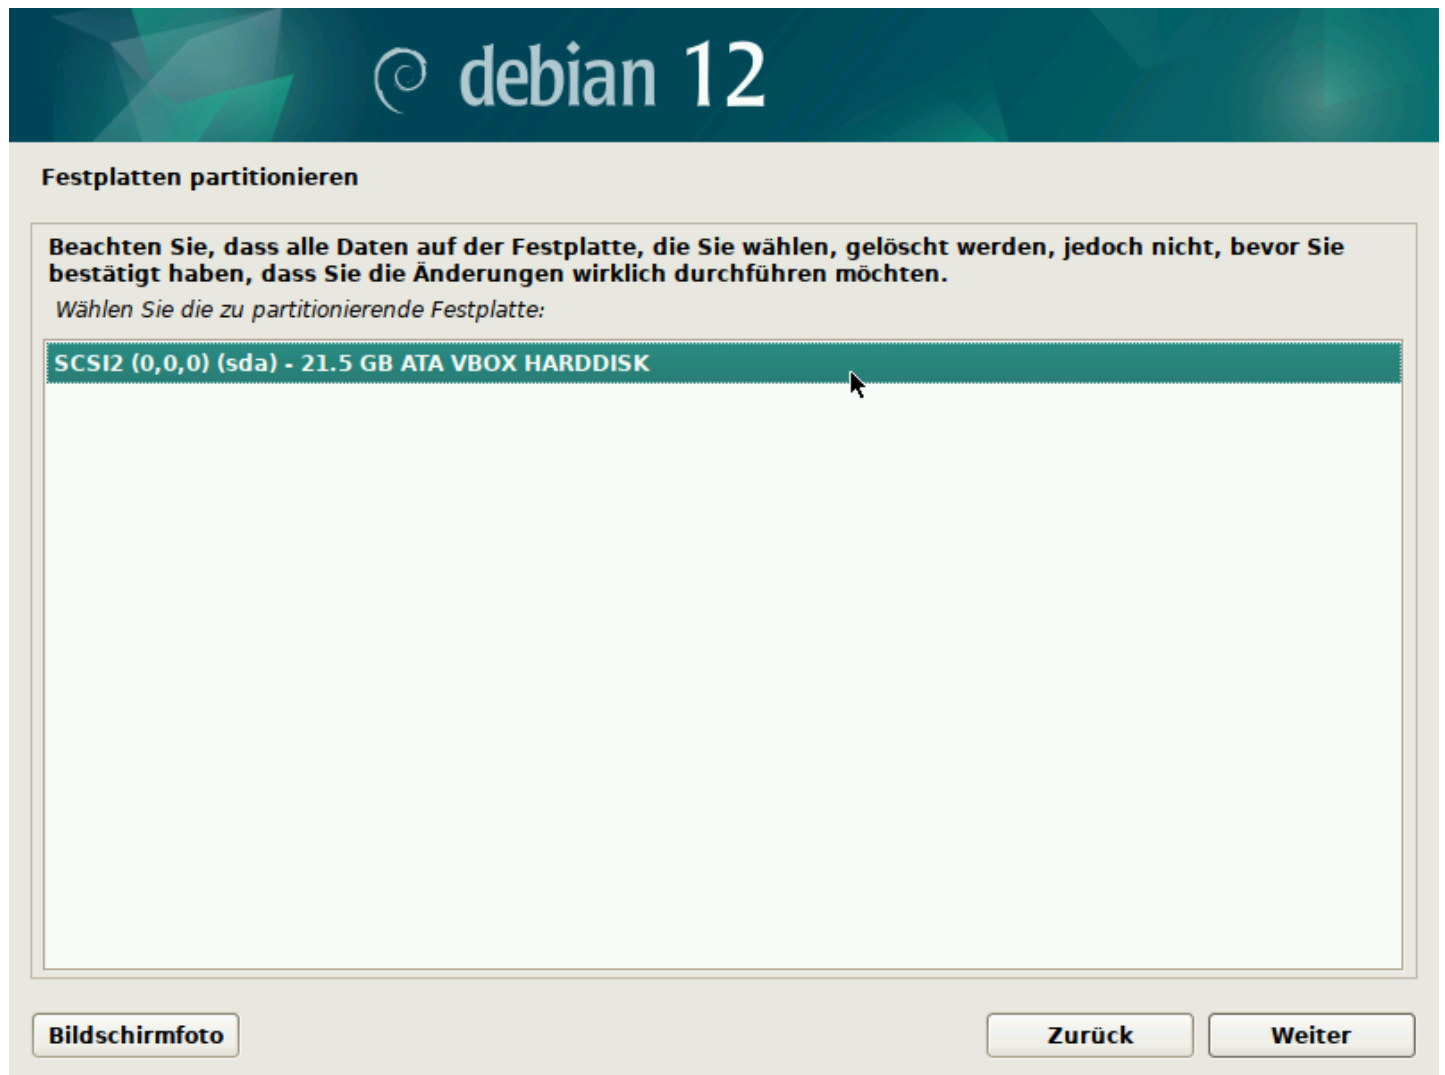 debian 12
Festplatten partitionieren
Beachten Sie, dass alle Daten auf der Festplatte, die Sie wählen, gelöscht werden, jedoch nicht, bevor Sie
bestätigt haben, dass Sie die Änderungen wirklich durchführen möchten.
Wählen Sie die zu partitionierende Festplatte:
SCSI2 (0,0,0) (sda) - 21.5 GB ATA VBOX HARDDISK
Bildschirmfoto
Zurück
Weiter